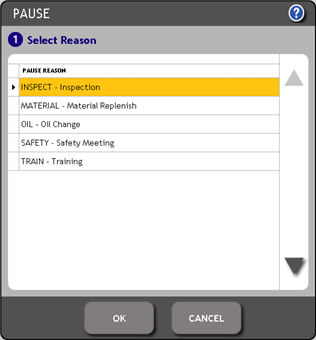 PAUSE
?
1 Select Reason
PAUSE REASON
INSPECT - Inspection
MATERIAL - Material Replenish
OIL - Oil Change
SAFETY - Safety Meeting
TRAIN - Training
OK CANCEL